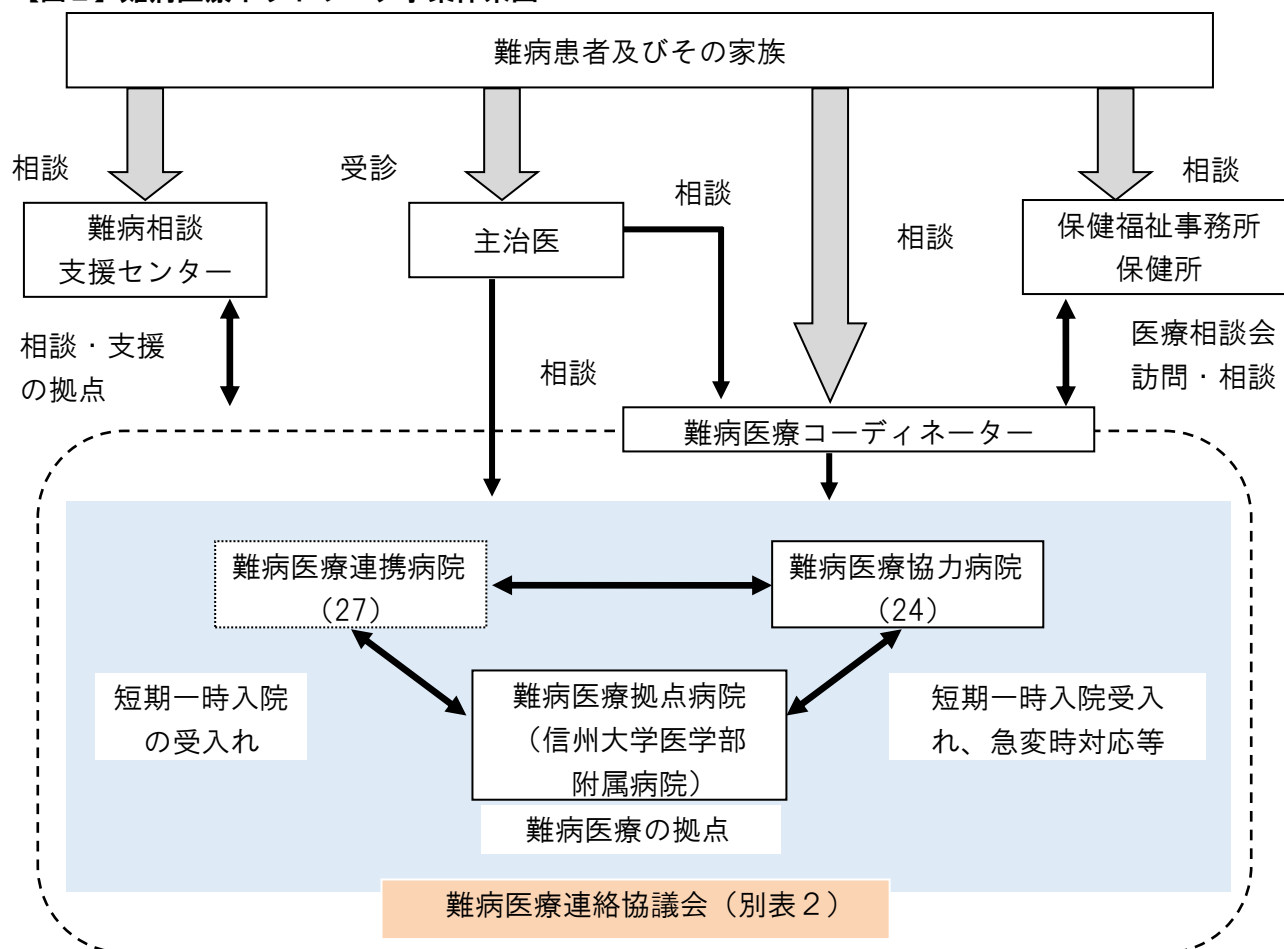 難病患者及びその家族
相談
受診
相談
相談
相談
難病相談
支援センター
主治医
保健福祉事務所
保健所
相談・支援
の拠点
相談
医療相談会
訪問・相談
難病医療コーディネーター
難病医療連携病院
（27）
難病医療協力病院
（24）
短期一時入院
の受入れ
難病医療拠点病院
（信州大学医学部
附属病院）
短期一時入院受入
れ、急変時対応等
難病医療の拠点
難病医療連絡協議会（別表２）